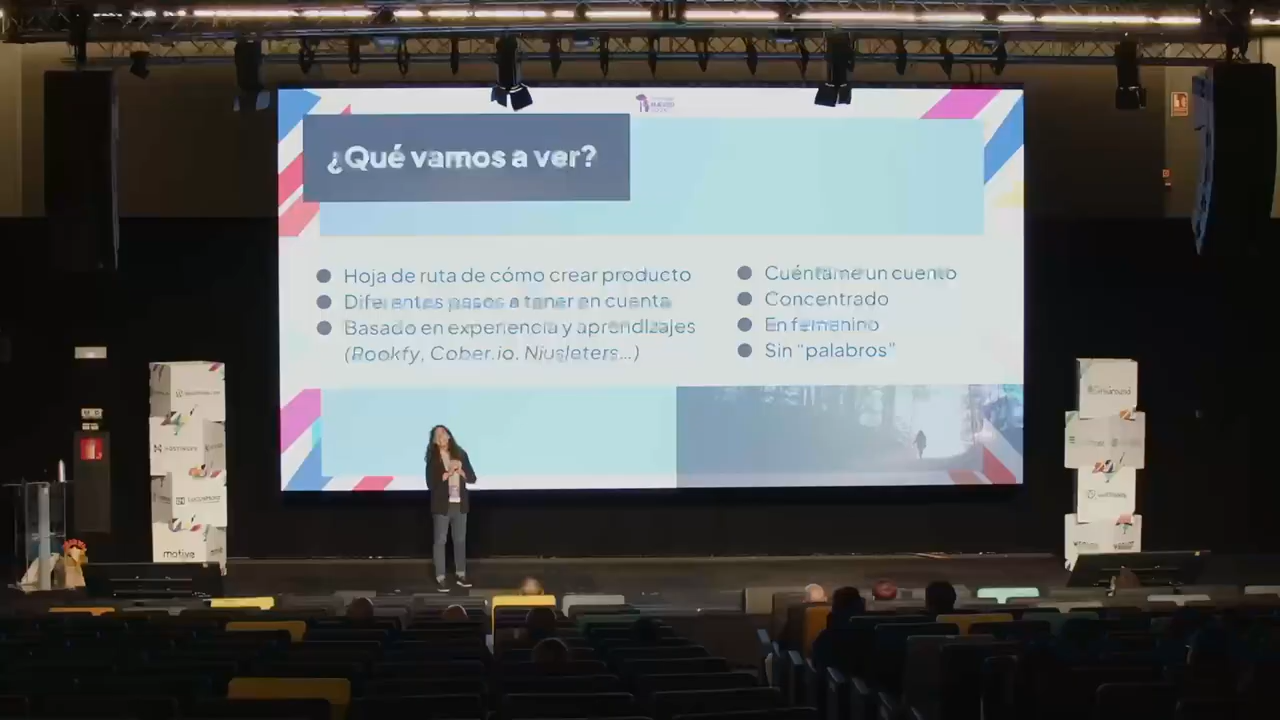 ¿Qué vamos a ver?
Hoja de ruta de cómo crear producto
Diferentes pasos a tener en cuenta
Basado en experiencia y aprendizajes
(Rookfy, Cober.io, Niusleters...)
Cuéntame un cuento
Concentrado
En femenino
Sin "palabros"
motive